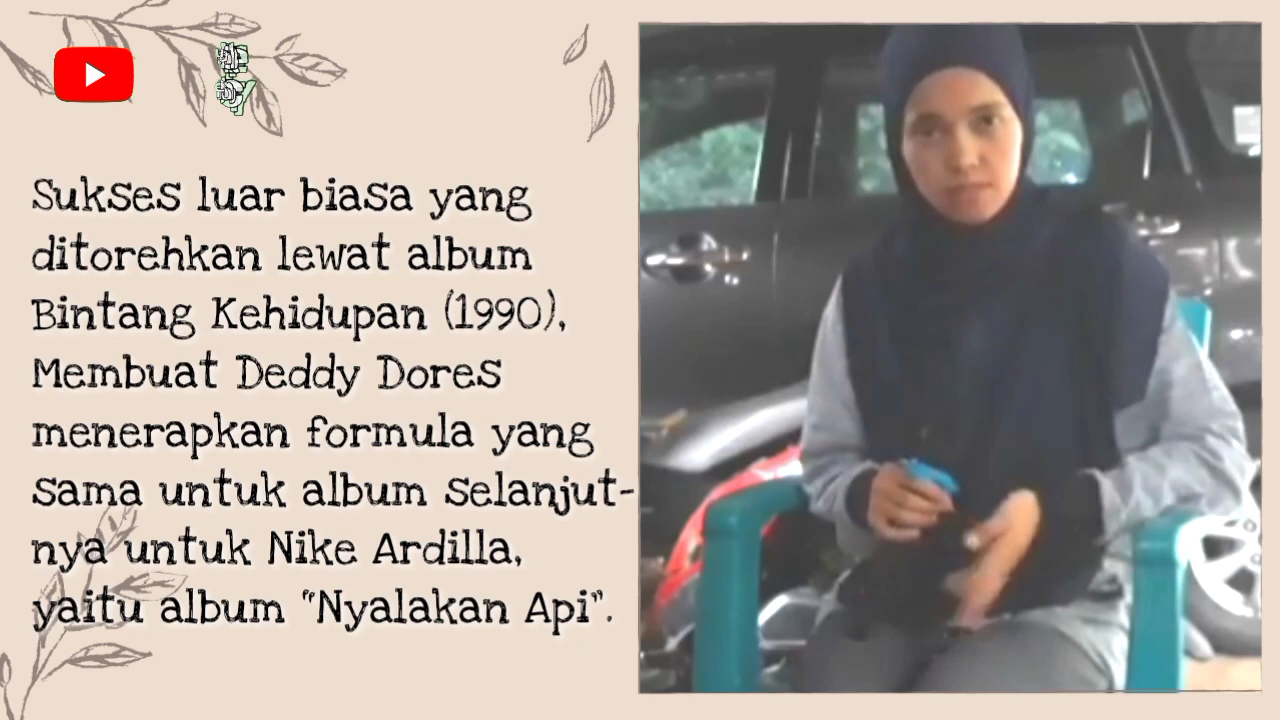 Sukses luar biasa yang
ditorehkan lewat album
Bintang Kehidupan (1990),
Membuat Deddy Dores
menerapkan formula yang
sama untuk album selanjut-
nya untuk Nike Ardilla,
yaitu album "Nyalakan Api".